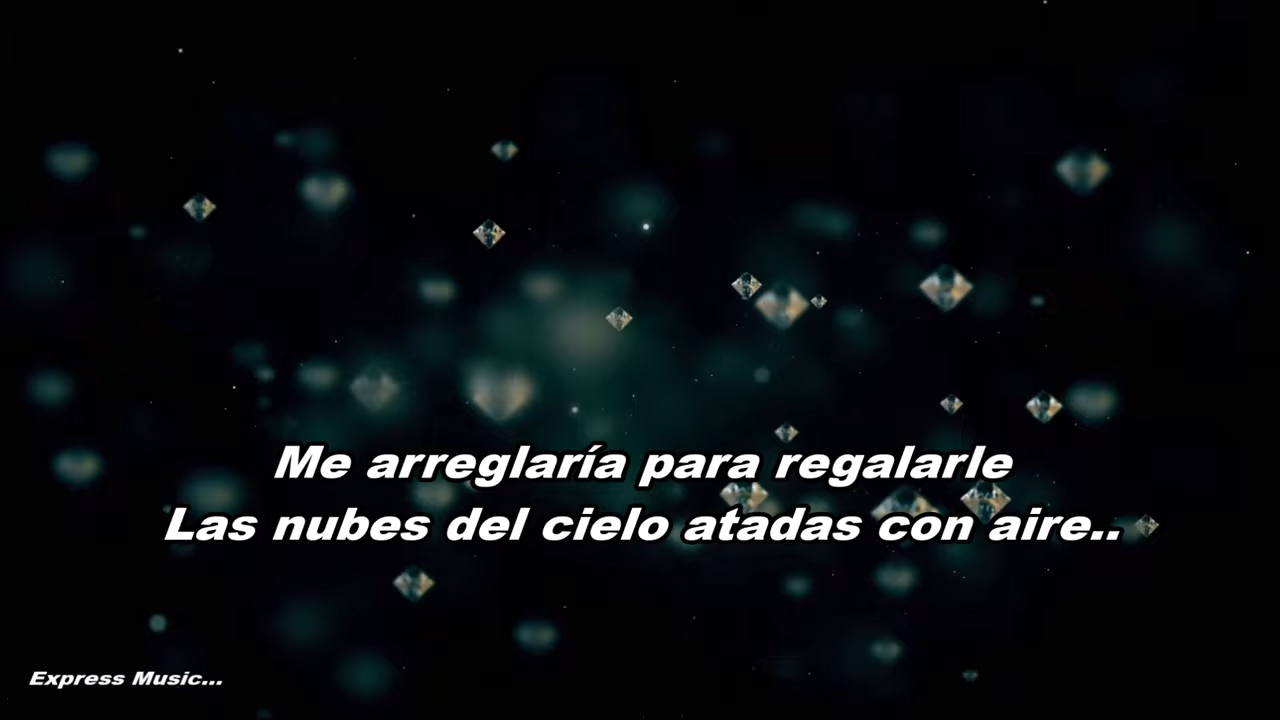 Me arreglaría para regalarle
Las nubes del cielo atadas con aire..
Express Music...